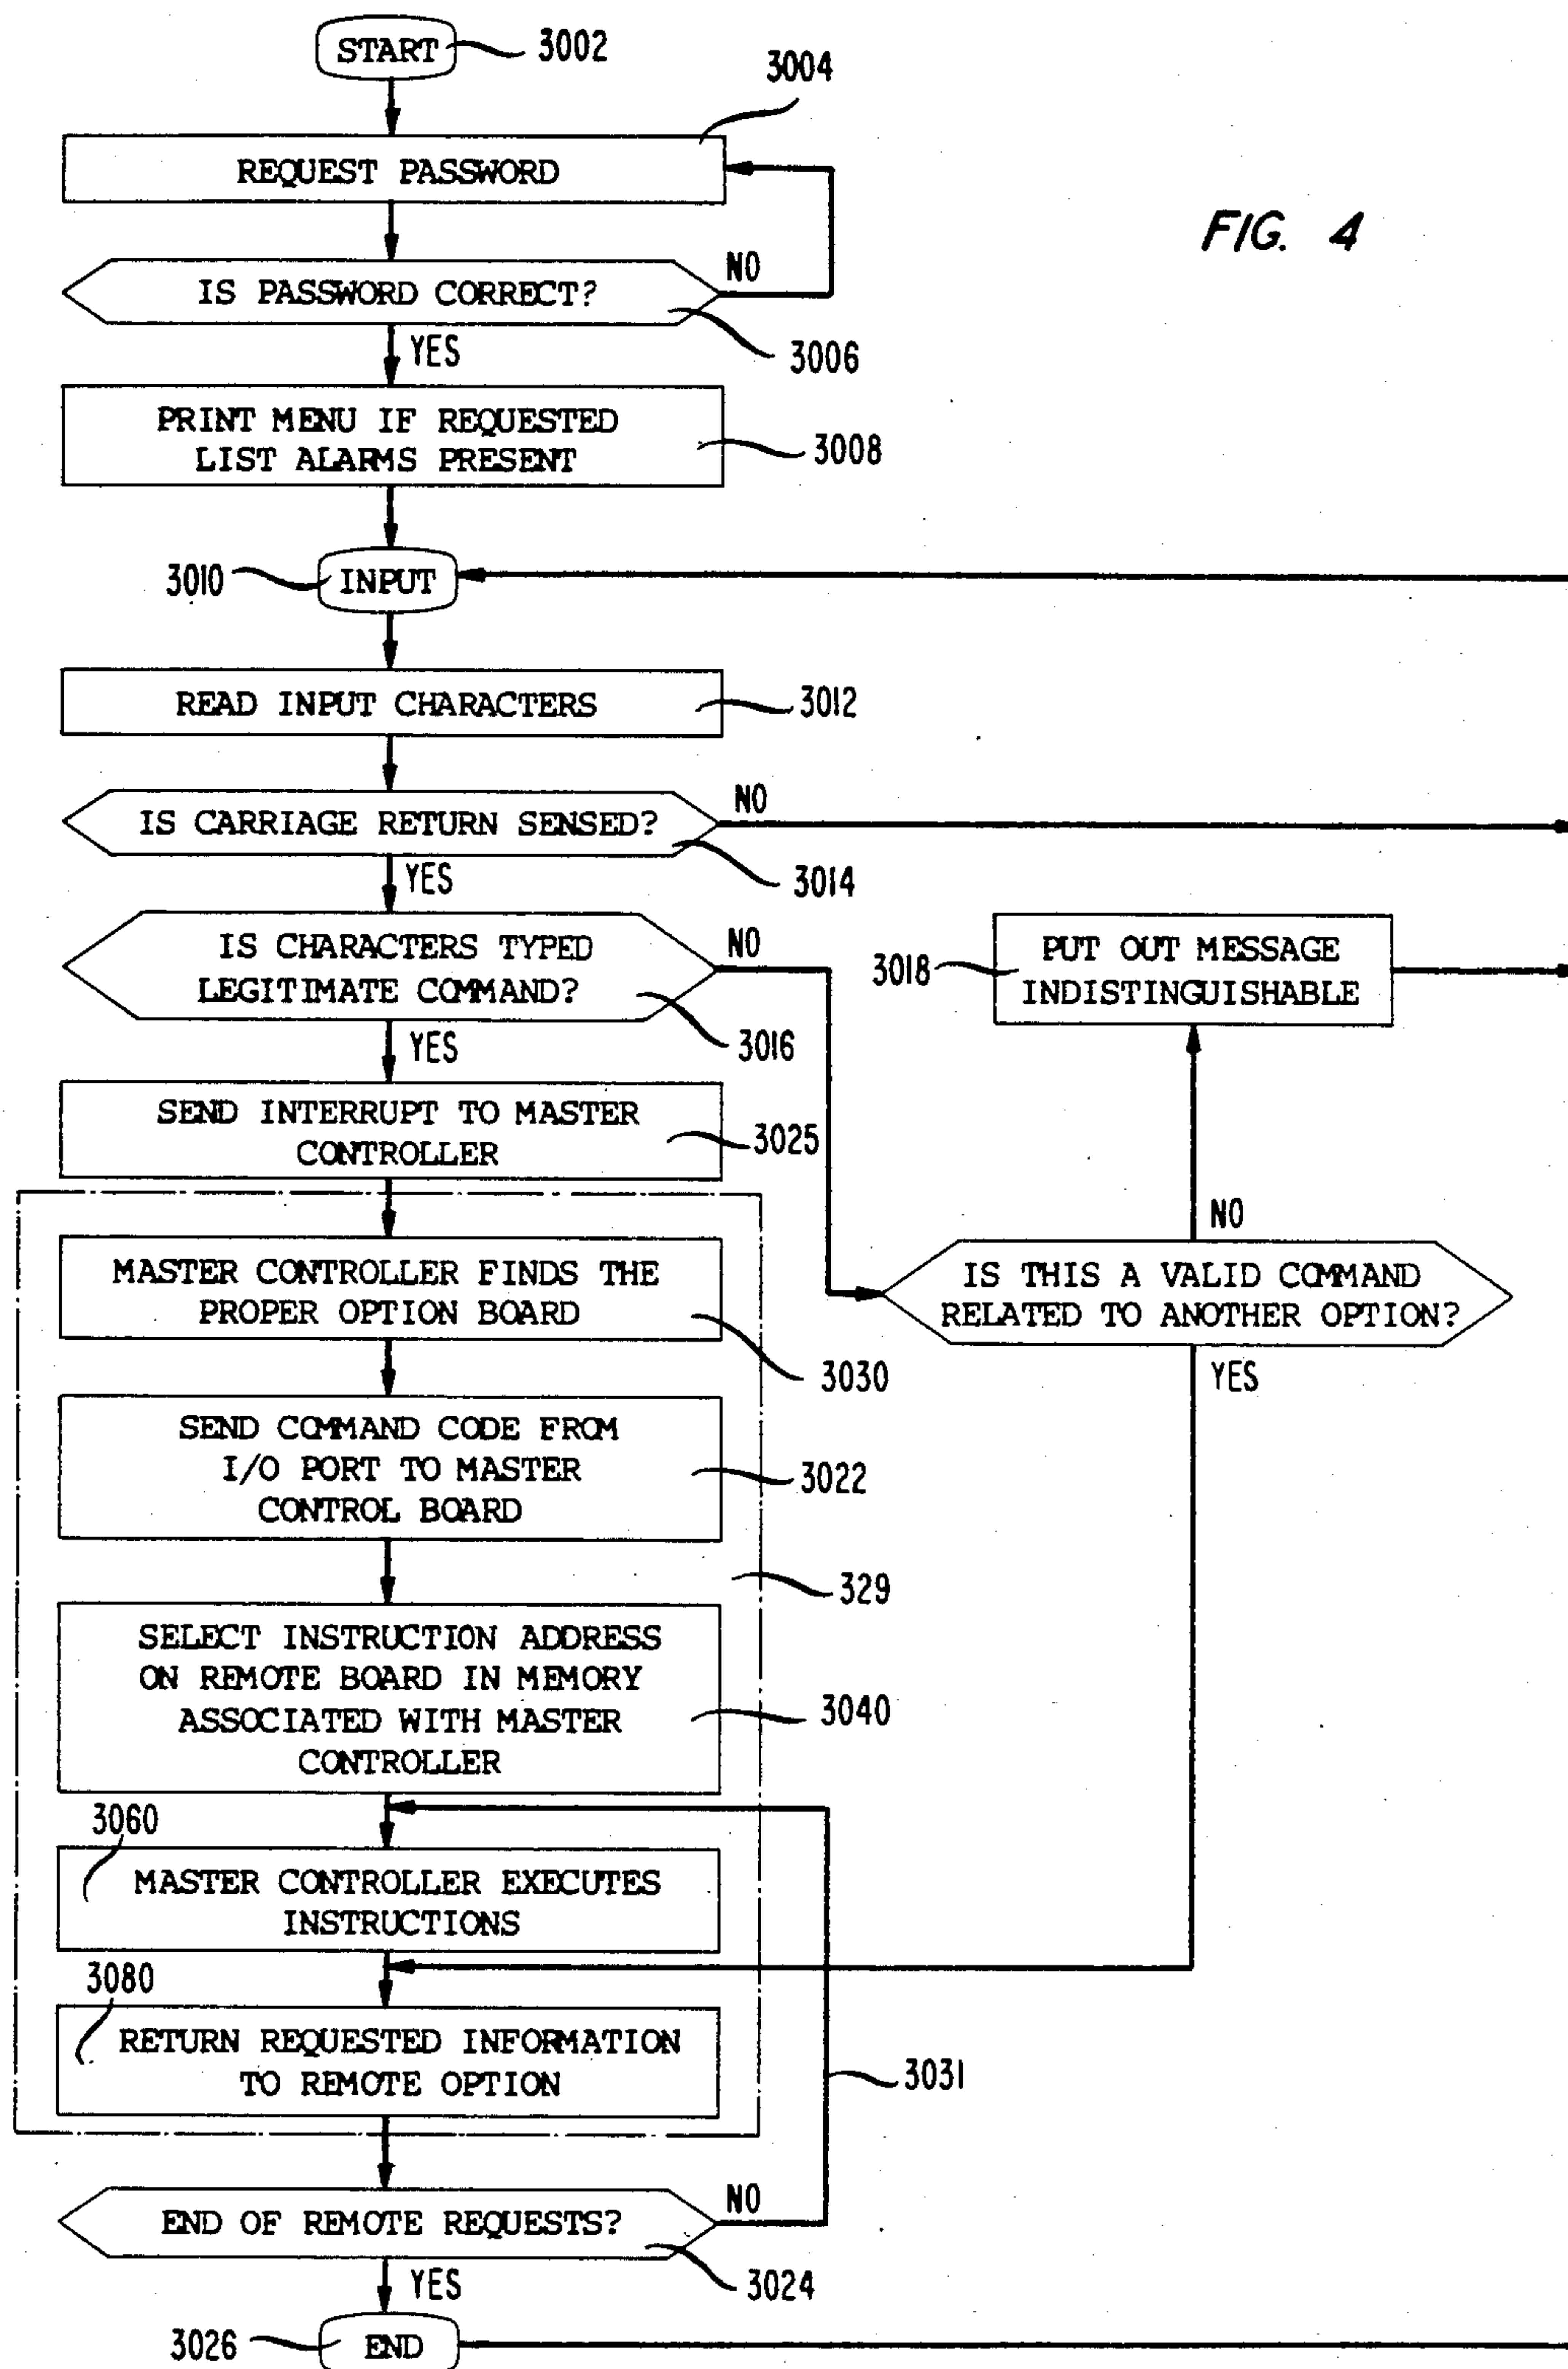 START
3002
3004
REQUEST PASSWORD
FIG. 4
NO
IS PASSWORD CORRECT?
3006
YES
PRINT MENU IF REQUESTED
LIST ALARMS PRESENT
3008
3010
INPUT
READ INPUT CHARACTERS
3012
NO
IS CARRIAGE RETURN SENSED?
3014
YES
IS CHARACTERS TYPED
LEGITIMATE COMMAND?
NO
3016
YES
3018
PUT OUT MESSAGE
INDISTINGUISHABLE
SEND INTERRUPT TO MASTER
CONTROLLER
3025
NO
IS THIS A VALID COMMAND
RELATED TO ANOTHER OPTION?
YES
MASTER CONTROLLER FINDS THE
PROPER OPTION BOARD
3030
SEND COMMAND CODE FROM
I/O PORT TO MASTER
CONTROL BOARD
3022
329
SELECT INSTRUCTION ADDRESS
ON REMOTE BOARD IN MEMORY
ASSOCIATED WITH MASTER
CONTROLLER
3040
3060
MASTER CONTROLLER EXECUTES
INSTRUCTIONS
3080
RETURN REQUESTED INFORMATION
TO REMOTE OPTION
3031
NO
END OF REMOTE REQUESTS?
3024
YES
3026
END